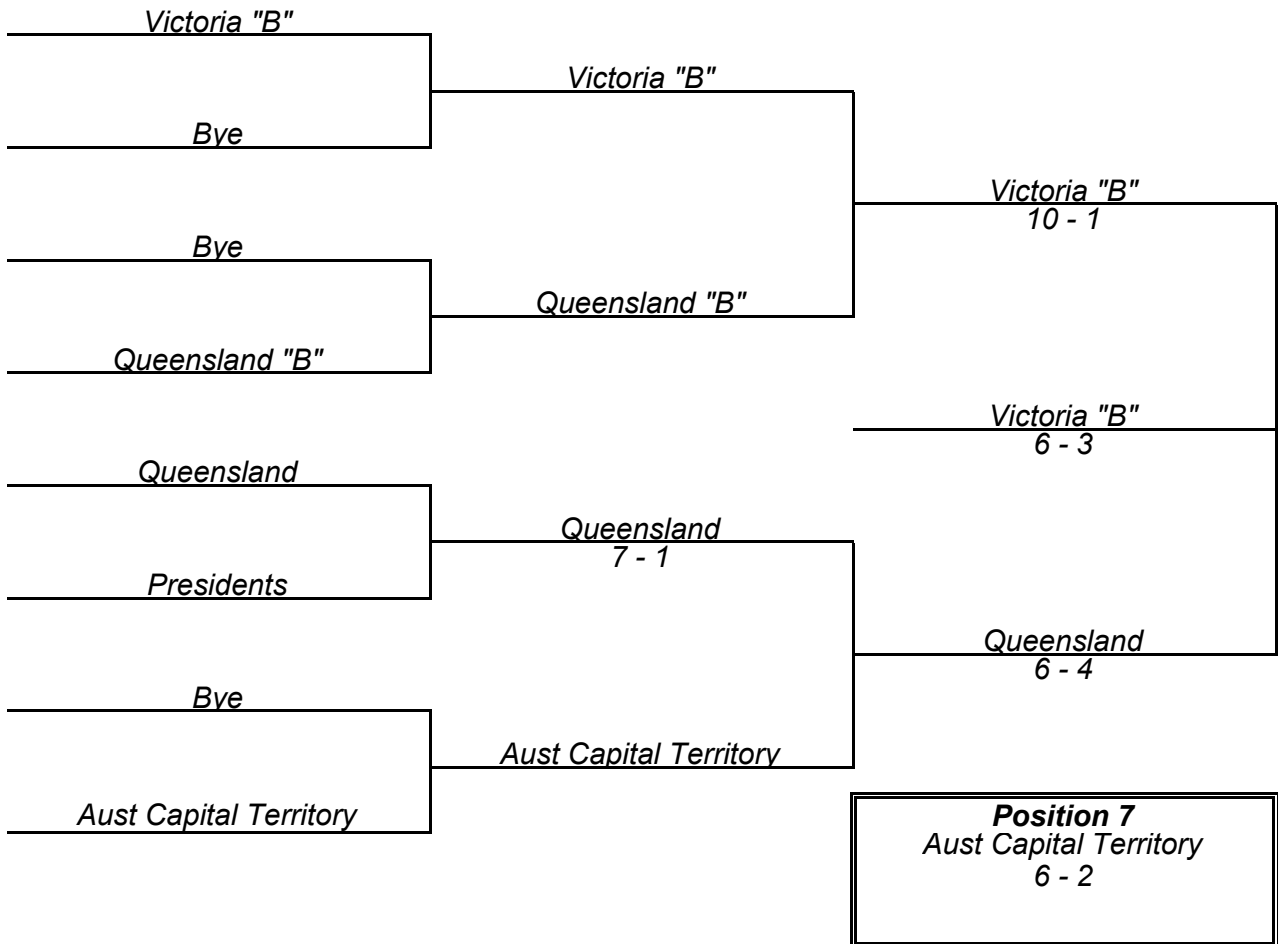 Victoria "B"
Victoria "B"
Bye
Victoria "B"
10 - 1
Bye
Queensland "B"
Queensland "B"
Victoria "B"
6 - 3
Queensland
Queensland
7 - 1
Presidents
Queensland
6 - 4
Bye
Aust Capital Territory
Aust Capital Territory
Position 7
Aust Capital Territory
6 - 2